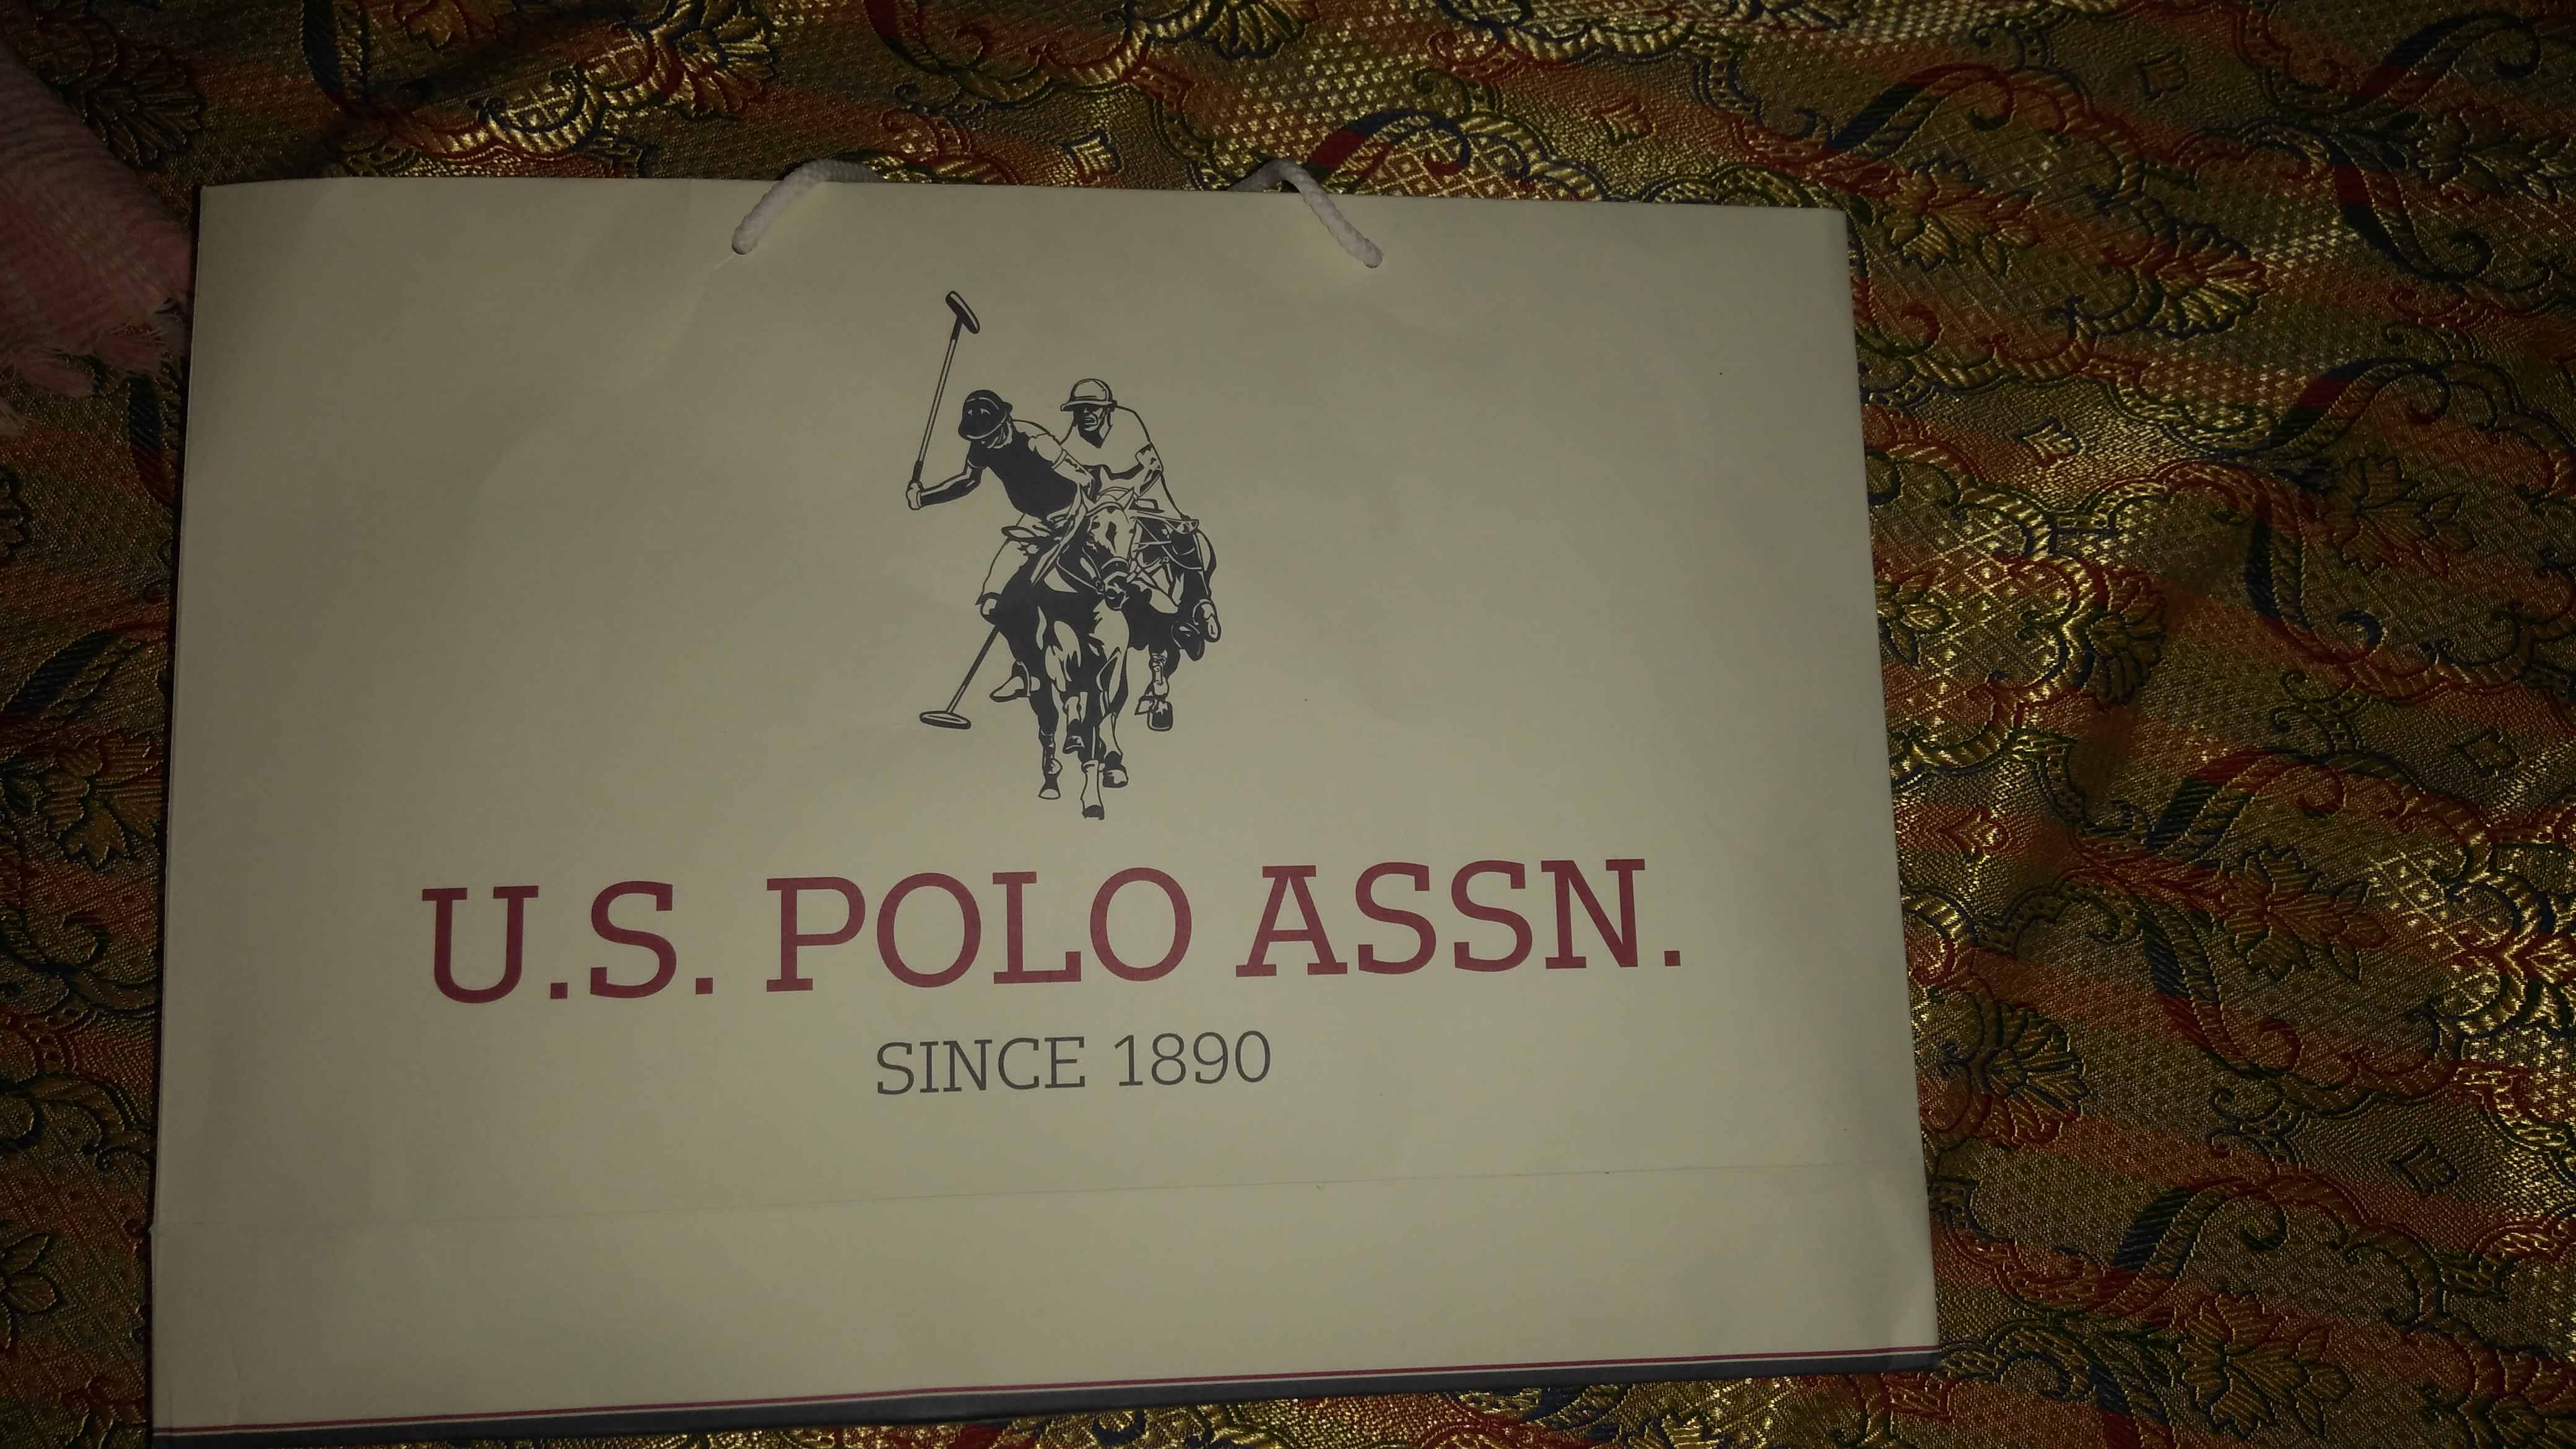 U.S. POLO ASSN.
SINCE 1890